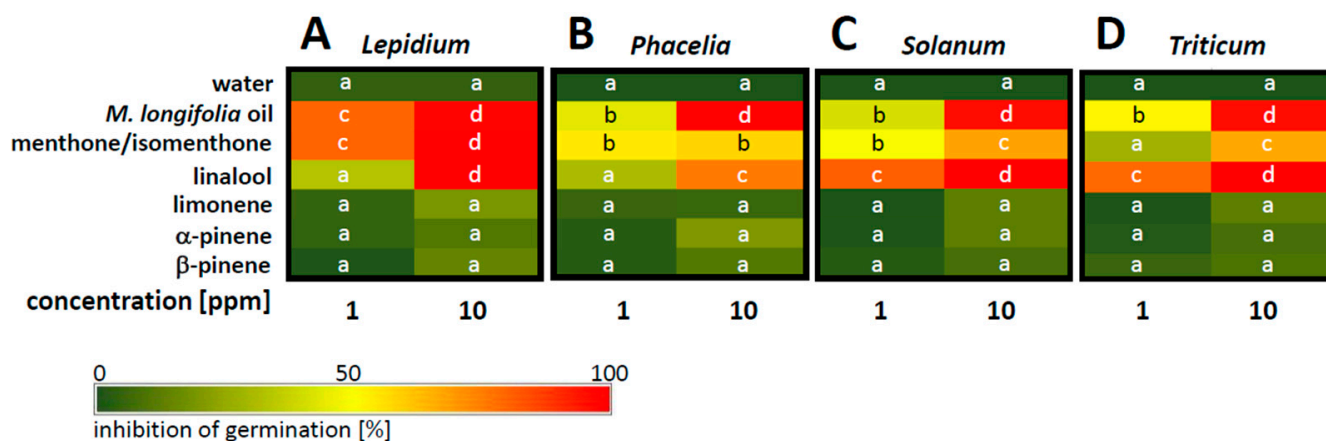 A Lepidium B Phacelia C Solanum D Triticum
water a a a a a a a a
M. longifolia oil c d b d b d b d
menthone/isomenthone c d b b b c a c
linalool a d a c c d c d
limonene a a a a a a a a
α-pinene a a a a a a a a
β-pinene a a a a a a a a
concentration [ppm] 1 10 1 10 1 10 1 10
0 50 100
inhibition of germination [%]